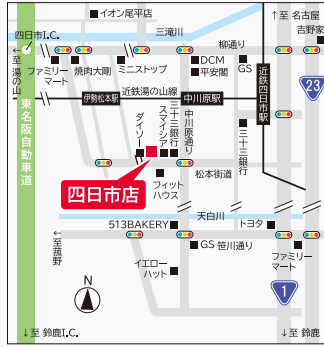 イオン尾平店
↑至 名古屋
四日市I.C.
三滝川
柳通り
吉野家
←至 湯の山
ファミリーマート
焼肉大剛
ミニストップ
DCM
平安閣
GS
近鉄四日市駅
23
伊勢松本駅
近鉄湯の山線
中川原駅
東名阪自動車道
ダイソー
スマイシア
三十三銀行
中川原通り
三十三銀行
四日市店
フィットハウス
松本街道
天白川
513BAKERY
トヨタ
←至 菰野
GS 笹川通り
イエローハット
ファミリーマート
N
1
↓至 鈴鹿I.C.
↓至 鈴鹿